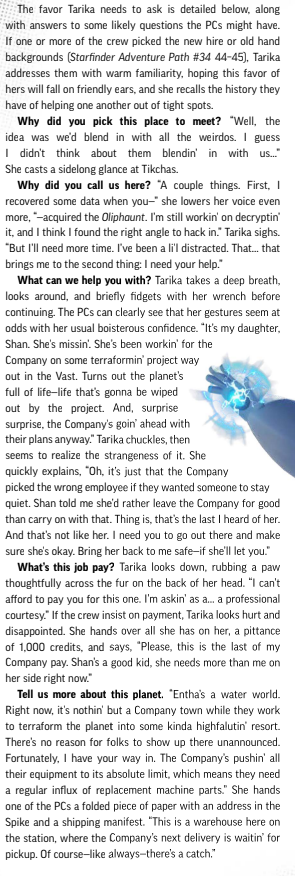 The favor Tarika needs to ask is detailed below, along
with answers to some likely questions the PCs might have.
If one or more of the crew picked the new hire or old hand
backgrounds (Starfinder Adventure Path #34 44–45), Tarika
addresses them with warm familiarity, hoping this favor of
hers will fall on friendly ears, and she recalls the history they
have of helping one another out of tight spots.
Why did you pick this place to meet? "Well, the
idea was we'd blend in with all the weirdos. I guess
I didn't think about them blendin' in with us..."
She casts a sidelong glance at Tikchas.
Why did you call us here? "A couple things. First, I
recovered some data when you—" she lowers her voice even
more, "—acquired the Oliphaunt. I'm still workin' on decryptin'
it, and I think I found the right angle to hack in." Tarika sighs.
"But I'll need more time. I've been a li'l distracted. That... that
brings me to the second thing: I need your help."
What can we help you with? Tarika takes a deep breath,
looks around, and briefly fidgets with her wrench before
continuing. The PCs can clearly see that her gestures seem at
odds with her usual boisterous confidence. "It's my daughter,
Shan. She's missin'. She's been workin' for the
Company on some terraformin' project way
out in the Vast. Turns out the planet's
full of life—life that's gonna be wiped
out by the project. And, surprise
surprise, the Company's goin' ahead with
their plans anyway." Tarika chuckles, then
seems to realize the strangeness of it. She
quickly explains, "Oh, it's just that the Company
picked the wrong employee if they wanted someone to stay
quiet. Shan told me she'd rather leave the Company for good
than carry on with that. Thing is, that's the last I heard of her.
And that's not like her. I need you to go out there and make
sure she's okay. Bring her back to me safe—if she'll let you."
What's this job pay? Tarika looks down, rubbing a paw
thoughtfully across the fur on the back of her head. "I can't
afford to pay you for this one. I'm askin' as a... a professional
courtesy." If the crew insist on payment, Tarika looks hurt and
disappointed. She hands over all she has on her, a pittance
of 1,000 credits, and says, "Please, this is the last of my
Company pay. Shan's a good kid, she needs more than me on
her side right now."
Tell us more about this planet. "Entha's a water world.
Right now, it's nothin' but a Company town while they work
to terraform the planet into some kinda highfalutin' resort.
There's no reason for folks to show up there unannounced.
Fortunately, I have your way in. The Company's pushin' all
their equipment to its absolute limit, which means they need
a regular influx of replacement machine parts." She hands
one of the PCs a folded piece of paper with an address in the
Spike and a shipping manifest. "This is a warehouse here on
the station, where the Company's next delivery is waitin' for
pickup. Of course—like always—there's a catch."